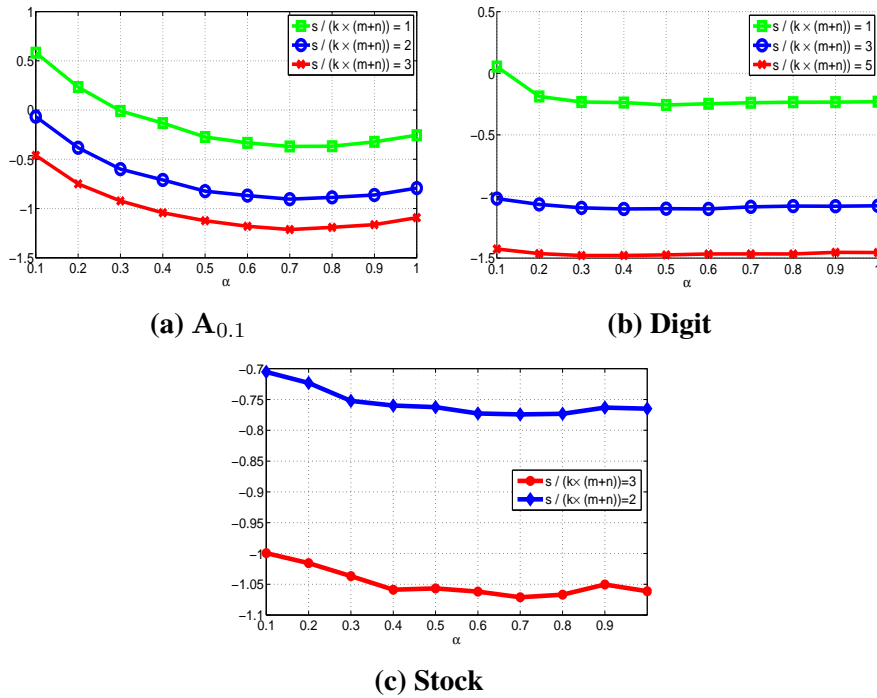 1
0.5
0
−0.5
−1
−1.5
0.1 0.2 0.3 0.4 0.5 0.6 0.7 0.8 0.9 1
α
s / (k × (m+n)) = 1
s / (k × (m+n)) = 2
s / (k × (m+n)) = 3
(a) A0.1
0.5
0
−0.5
−1
−1.5
0.1 0.2 0.3 0.4 0.5 0.6 0.7 0.8 0.9 1
α
s / (k × (m+n)) = 1
s / (k × (m+n)) = 3
s / (k × (m+n)) = 5
(b) Digit
−0.7
−0.75
−0.8
−0.85
−0.9
−0.95
−1
−1.05
−1.1
0.1 0.2 0.3 0.4 0.5 0.6 0.7 0.8 0.9
α
s / (k× (m+n))=3
s / (k× (m+n))=2
(c) Stock